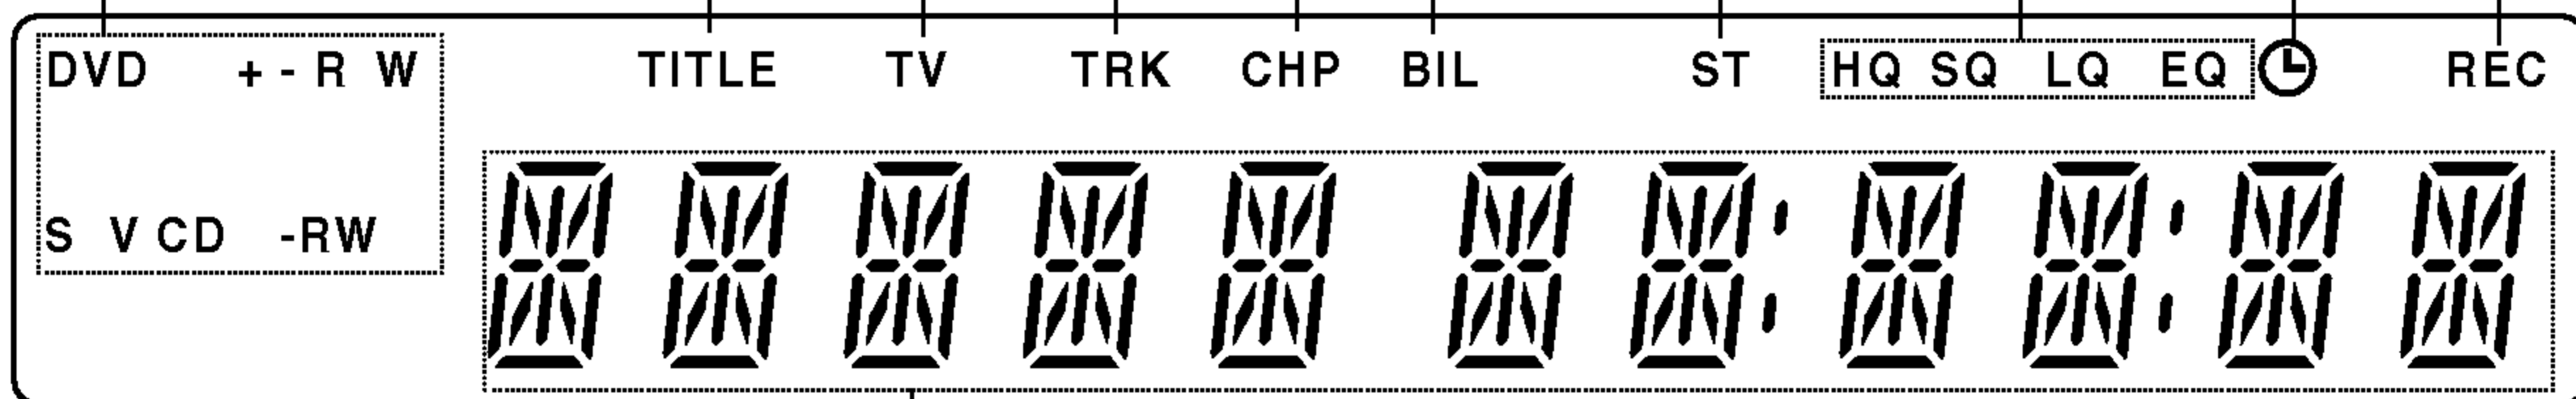 DVD + - R W TITLE TV TRK CHP BIL ST HQ SQ LQ EQ REC
S V CD -RW